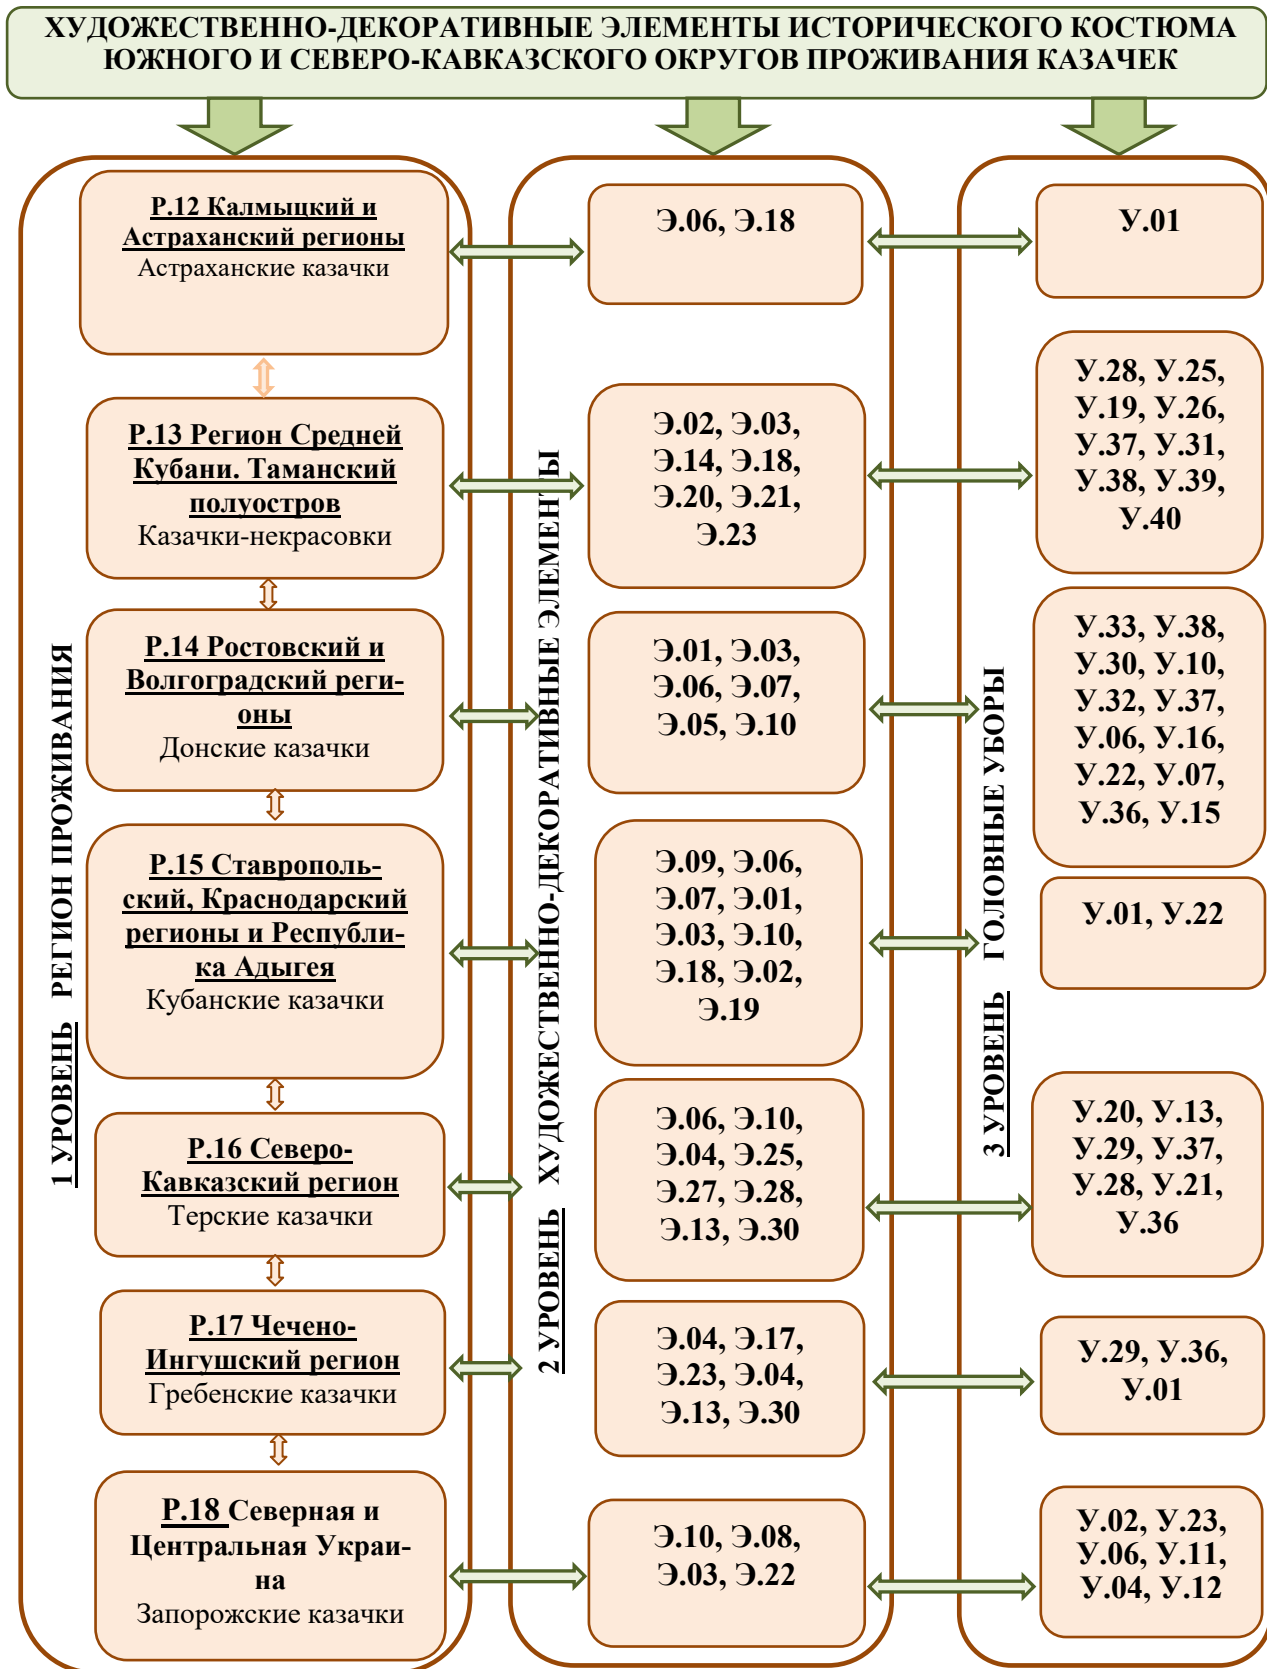 ХУДОЖЕСТВЕННО-ДЕКОРАТИВНЫЕ ЭЛЕМЕНТЫ ИСТОРИЧЕСКОГО КОСТЮМА
ЮЖНОГО И СЕВЕРО-КАВКАЗСКОГО ОКРУГОВ ПРОЖИВАНИЯ КАЗАЧЕК
1 УРОВЕНЬ РЕГИОН ПРОЖИВАНИЯ
Р.12 Калмыцкий и
Астраханский регионы
Астраханские казачки
Р.13 Регион Средней
Кубани. Таманский
полуостров
Казачки-некрасовки
Р.14 Ростовский и
Волгоградский реги-
оны
Донские казачки
Р.15 Ставрополь-
ский, Краснодарский
регионы и Республи-
ка Адыгея
Кубанские казачки
Р.16 Северо-
Кавказский регион
Терские казачки
Р.17 Чечено-
Ингушский регион
Гребенские казачки
Р.18 Северная и
Центральная Украи-
на
Запорожские казачки
2 УРОВЕНЬ ХУДОЖЕСТВЕННО-ДЕКОРАТИВНЫЕ ЭЛЕМЕНТЫ
Э.06, Э.18
Э.02, Э.03,
Э.14, Э.18,
Э.20, Э.21,
Э.23
Э.01, Э.03,
Э.06, Э.07,
Э.05, Э.10
Э.09, Э.06,
Э.07, Э.01,
Э.03, Э.10,
Э.18, Э.02,
Э.19
Э.06, Э.10,
Э.04, Э.25,
Э.27, Э.28,
Э.13, Э.30
Э.04, Э.17,
Э.23, Э.04,
Э.13, Э.30
Э.10, Э.08,
Э.03, Э.22
3 УРОВЕНЬ ГОЛОВНЫЕ УБОРЫ
У.01
У.28, У.25,
У.19, У.26,
У.37, У.31,
У.38, У.39,
У.40
У.33, У.38,
У.30, У.10,
У.32, У.37,
У.06, У.16,
У.22, У.07,
У.36, У.15
У.01, У.22
У.20, У.13,
У.29, У.37,
У.28, У.21,
У.36
У.29, У.36,
У.01
У.02, У.23,
У.06, У.11,
У.04, У.12